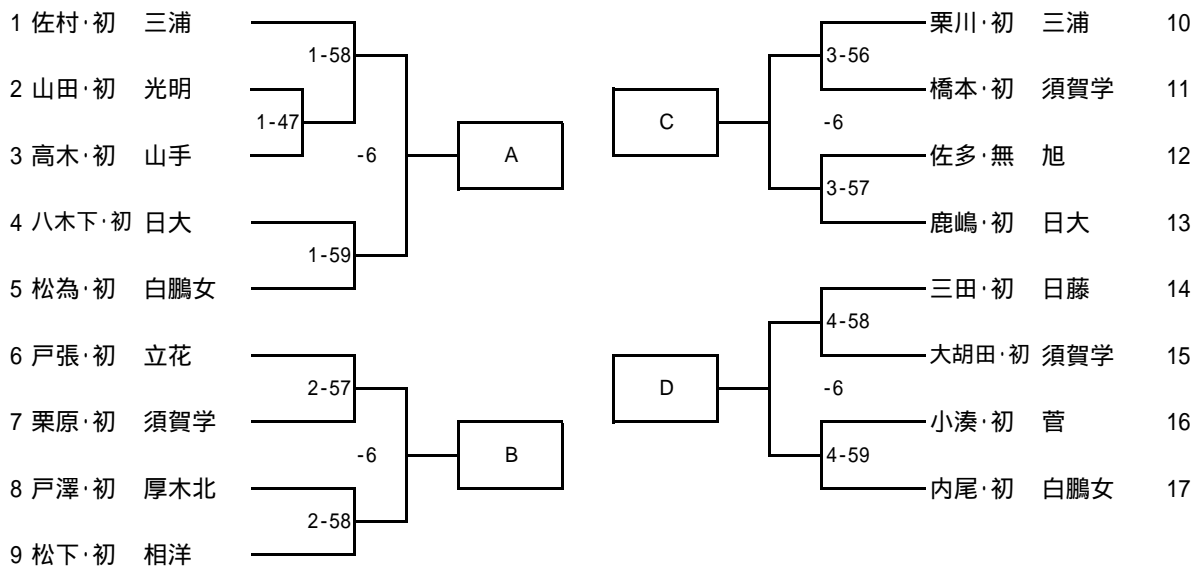 1 佐村･初 三浦
1-58
2 山田･初 光明
1-47
3 高木･初 山手
-6
A
4 八木下･初 日大
1-59
5 松為･初 白鵬女
6 戸張･初 立花
2-57
7 栗原･初 須賀学
-6
B
8 戸澤･初 厚木北
2-58
9 松下･初 相洋
栗川･初 三浦 10
3-56
橋本･初 須賀学 11
C
-6
佐多･無 旭 12
3-57
鹿嶋･初 日大 13
三田･初 日藤 14
4-58
大胡田･初 須賀学 15
D
-6
小湊･初 菅 16
4-59
内尾･初 白鵬女 17